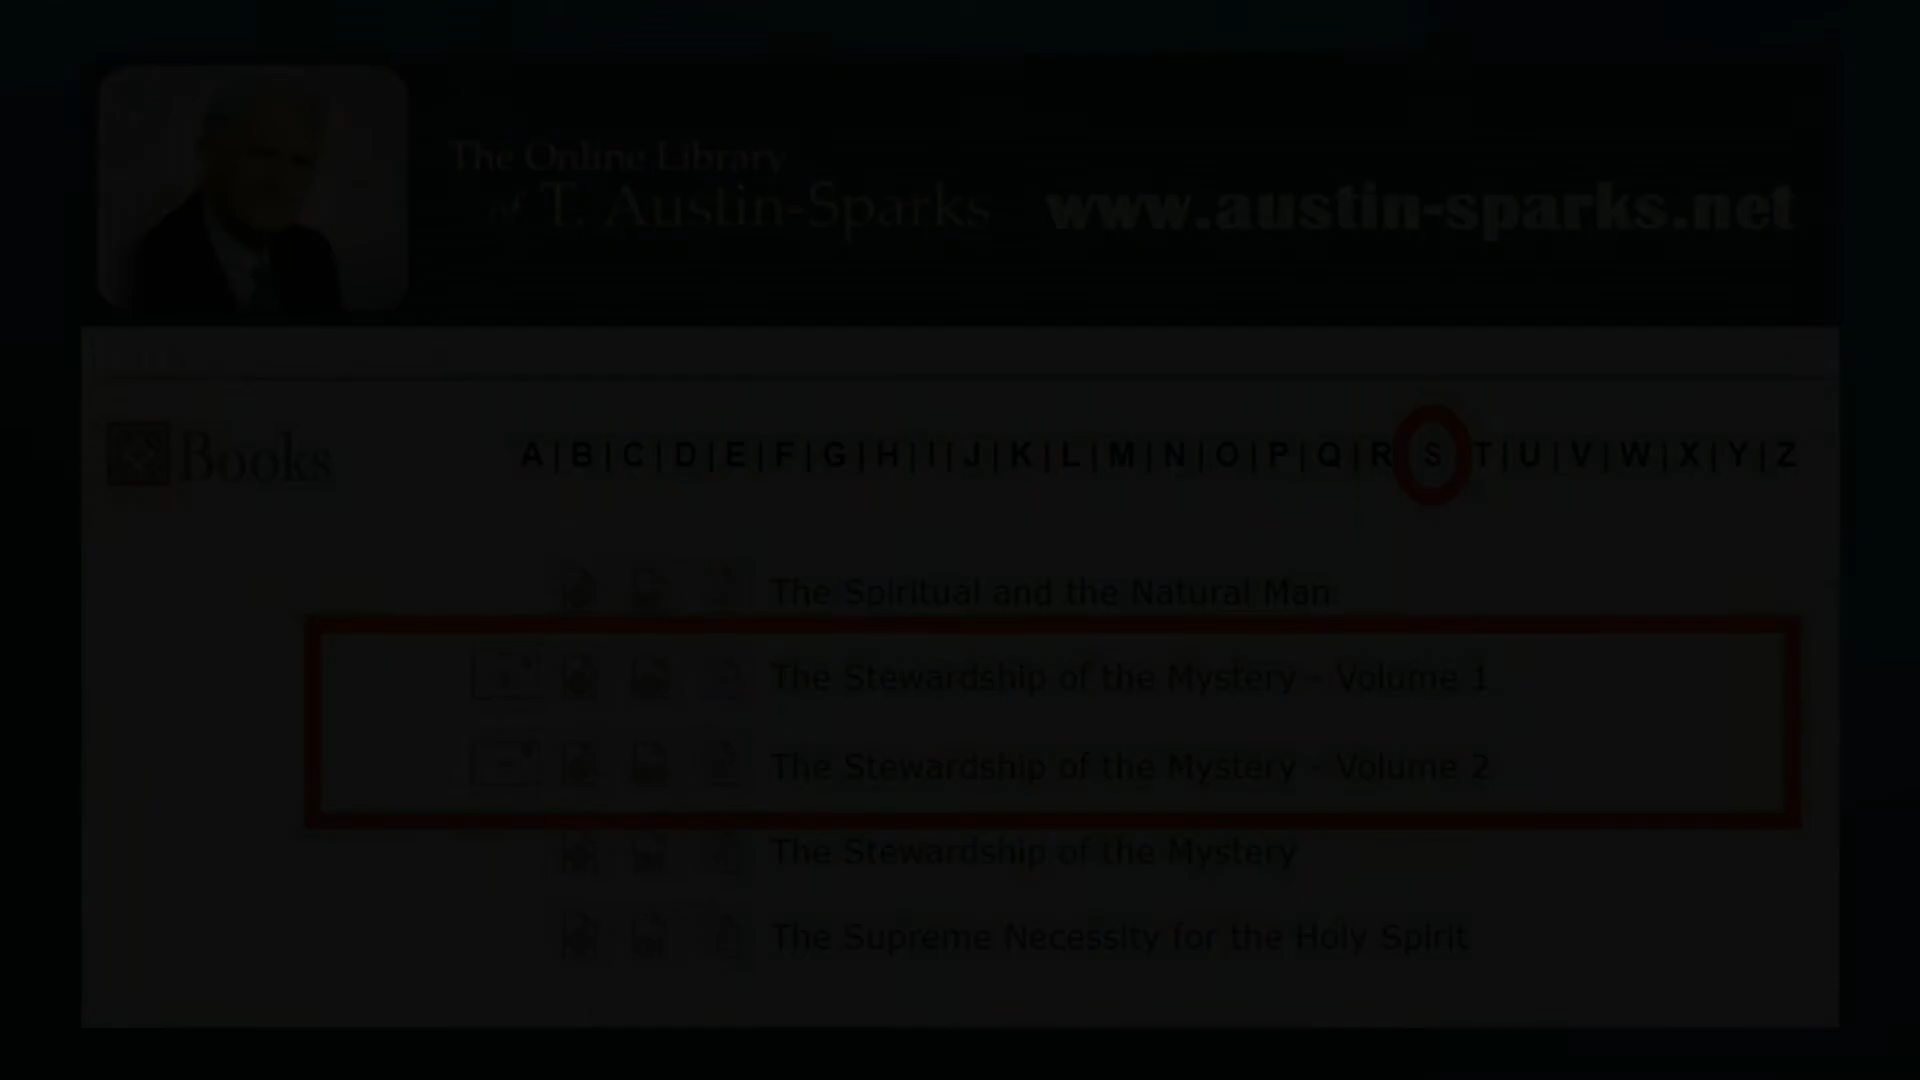 The Online Library
of T. Austin-Sparks www.austin-sparks.net
Books A|B|C|D|E|F|G|H|I|J|K|L|M|N|O|P|Q|R S T|U|V|W|X|Y|Z
The Spiritual and the Natural Man
The Stewardship of the Mystery - Volume 1
The Stewardship of the Mystery - Volume 2
The Stewardship of the Mystery
The Supreme Necessity for the Holy Spirit